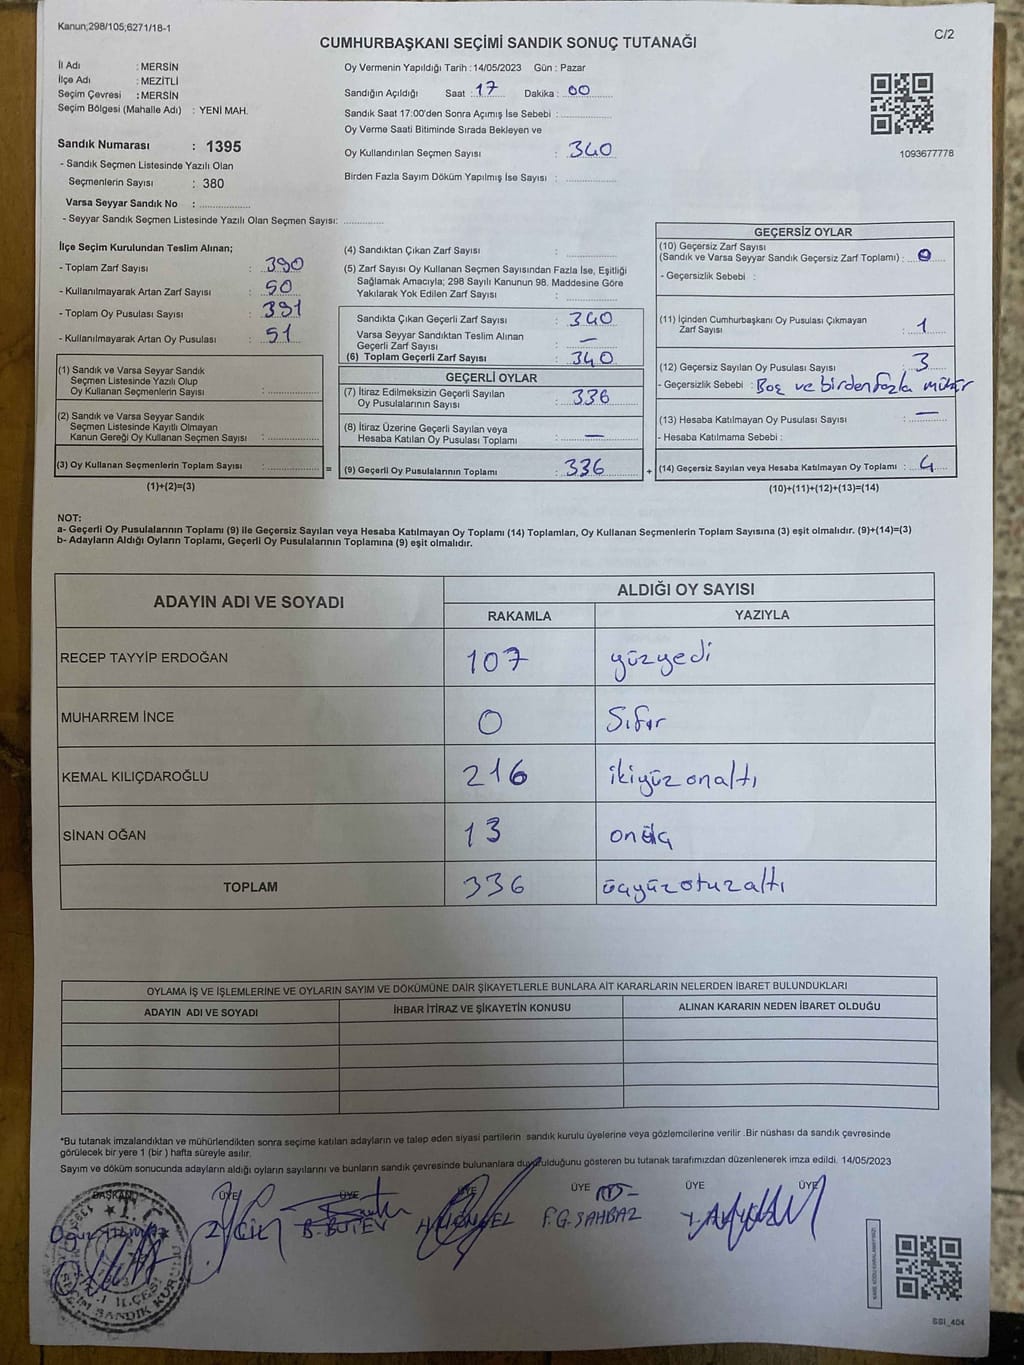 Kanun;298/105;6271/18-1
C/2
CUMHURBAŞKANI SEÇİMİ SANDIK SONUÇ TUTANAĞI
İl Adı : MERSİN
İlçe Adı : MEZİTLİ
Seçim Çevresi : MERSİN
Seçim Bölgesi (Mahalle Adı) : YENİ MAH.
Sandık Numarası : 1395
- Sandık Seçmen Listesinde Yazılı Olan
Seçmenlerin Sayısı : 380
Varsa Seyyar Sandık No :
- Seyyar Sandık Seçmen Listesinde Yazılı Olan Seçmen Sayısı:
Oy Vermenin Yapıldığı Tarih : 14/05/2023 Gün : Pazar
Sandığın Açıldığı Saat : 17 Dakika : 00
Sandık Saat 17:00'den Sonra Açımış İse Sebebi :
Oy Verme Saati Bitiminde Sırada Bekleyen ve
Oy Kullandırılan Seçmen Sayısı : 340
Birden Fazla Sayım Döküm Yapılmış İse Sayısı :
1093677778
İlçe Seçim Kurulundan Teslim Alınan;
- Toplam Zarf Sayısı : 390
- Kullanılmayarak Artan Zarf Sayısı : 50
- Toplam Oy Pusulası Sayısı : 391
- Kullanılmayarak Artan Oy Pusulası : 51
(1) Sandık ve Varsa Seyyar Sandık
Seçmen Listesinde Yazılı Olup
Oy Kullanan Seçmenlerin Sayısı :
(2) Sandık ve Varsa Seyyar Sandık
Seçmen Listesinde Kayıtlı Olmayan
Kanun Gereği Oy Kullanan Seçmen Sayısı :
(3) Oy Kullanan Seçmenlerin Toplam Sayısı :
(1)+(2)=(3)
=
(4) Sandıktan Çıkan Zarf Sayısı :
(5) Zarf Sayısı Oy Kullanan Seçmen Sayısından Fazla İse, Eşitliği
Sağlamak Amacıyla; 298 Sayılı Kanunun 98. Maddesine Göre
Yakılarak Yok Edilen Zarf Sayısı :
Sandıkta Çıkan Geçerli Zarf Sayısı : 340
Varsa Seyyar Sandıktan Teslim Alınan
Geçerli Zarf Sayısı : —
(6) Toplam Geçerli Zarf Sayısı : 340
GEÇERLİ OYLAR
(7) İtiraz Edilmeksizin Geçerli Sayılan
Oy Pusulalarının Sayısı : 336
(8) İtiraz Üzerine Geçerli Sayılan veya
Hesaba Katılan Oy Pusulası Toplamı : —
(9) Geçerli Oy Pusulalarının Toplamı : 336
+
GEÇERSİZ OYLAR
(10) Geçersiz Zarf Sayısı
(Sandık ve Varsa Seyyar Sandık Geçersiz Zarf Toplamı) : 0
- Geçersizlik Sebebi :
(11) İçinden Cumhurbaşkanı Oy Pusulası Çıkmayan
Zarf Sayısı : 1
(12) Geçersiz Sayılan Oy Pusulası Sayısı : 3
- Geçersizlik Sebebi : Boş ve birden fazla mühür
(13) Hesaba Katılmayan Oy Pusulası Sayısı : —
- Hesaba Katılmama Sebebi :
(14) Geçersiz Sayılan veya Hesaba Katılmayan Oy Toplamı : 4
(10)+(11)+(12)+(13)=(14)
NOT:
a- Geçerli Oy Pusulalarının Toplamı (9) ile Geçersiz Sayılan veya Hesaba Katılmayan Oy Toplamı (14) Toplamları, Oy Kullanan Seçmenlerin Toplam Sayısına (3) eşit olmalıdır. (9)+(14)=(3)
b- Adayların Aldığı Oyların Toplamı, Geçerli Oy Pusulalarının Toplamına (9) eşit olmalıdır.
ADAYIN ADI VE SOYADI
ALDIĞI OY SAYISI
RAKAMLA YAZIYLA
RECEP TAYYİP ERDOĞAN 107 yüzyedi
MUHARREM İNCE 0 Sıfır
KEMAL KILIÇDAROĞLU 216 ikiyüzonaltı
SİNAN OĞAN 13 onüç
TOPLAM 336 üçyüzotuzaltı
OYLAMA İŞ VE İŞLEMLERİNE VE OYLARIN SAYIM VE DÖKÜMÜNE DAİR ŞİKAYETLERLE BUNLARA AİT KARARLARIN NELERDEN İBARET BULUNDUKLARI
ADAYIN ADI VE SOYADI İHBAR İTİRAZ VE ŞİKAYETİN KONUSU ALINAN KARARIN NEDEN İBARET OLDUĞU
*Bu tutanak imzalandıktan ve mühürlendikten sonra seçime katılan adayların ve talep eden siyasi partilerin sandık kurulu üyelerine veya gözlemcilerine verilir .Bir nüshası da sandık çevresinde
görülecek bir yere 1 (bir ) hafta süreyle asılır.
Sayım ve döküm sonucunda adayların aldığı oyların sayılarını ve bunların sandık çevresinde bulunanlara duyurulduğunu gösteren bu tutanak tarafımızdan düzenlenerek imza edildi. 14/05/2023
BAŞKAN ÜYE ÜYE ÜYE ÜYE ÜYE ÜYE
B. BUTEV F.G. SAHBAZ
T.C.
İLÇESİ
SEÇİM SANDIK KURULU
SSI_404